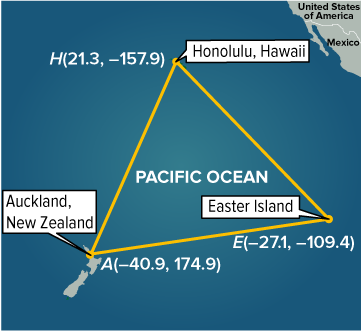 United States
of America
Mexico
H(21.3, –157.9)
Honolulu, Hawaii
PACIFIC OCEAN
Auckland,
New Zealand
Easter Island
E(–27.1, –109.4)
A(–40.9, 174.9)